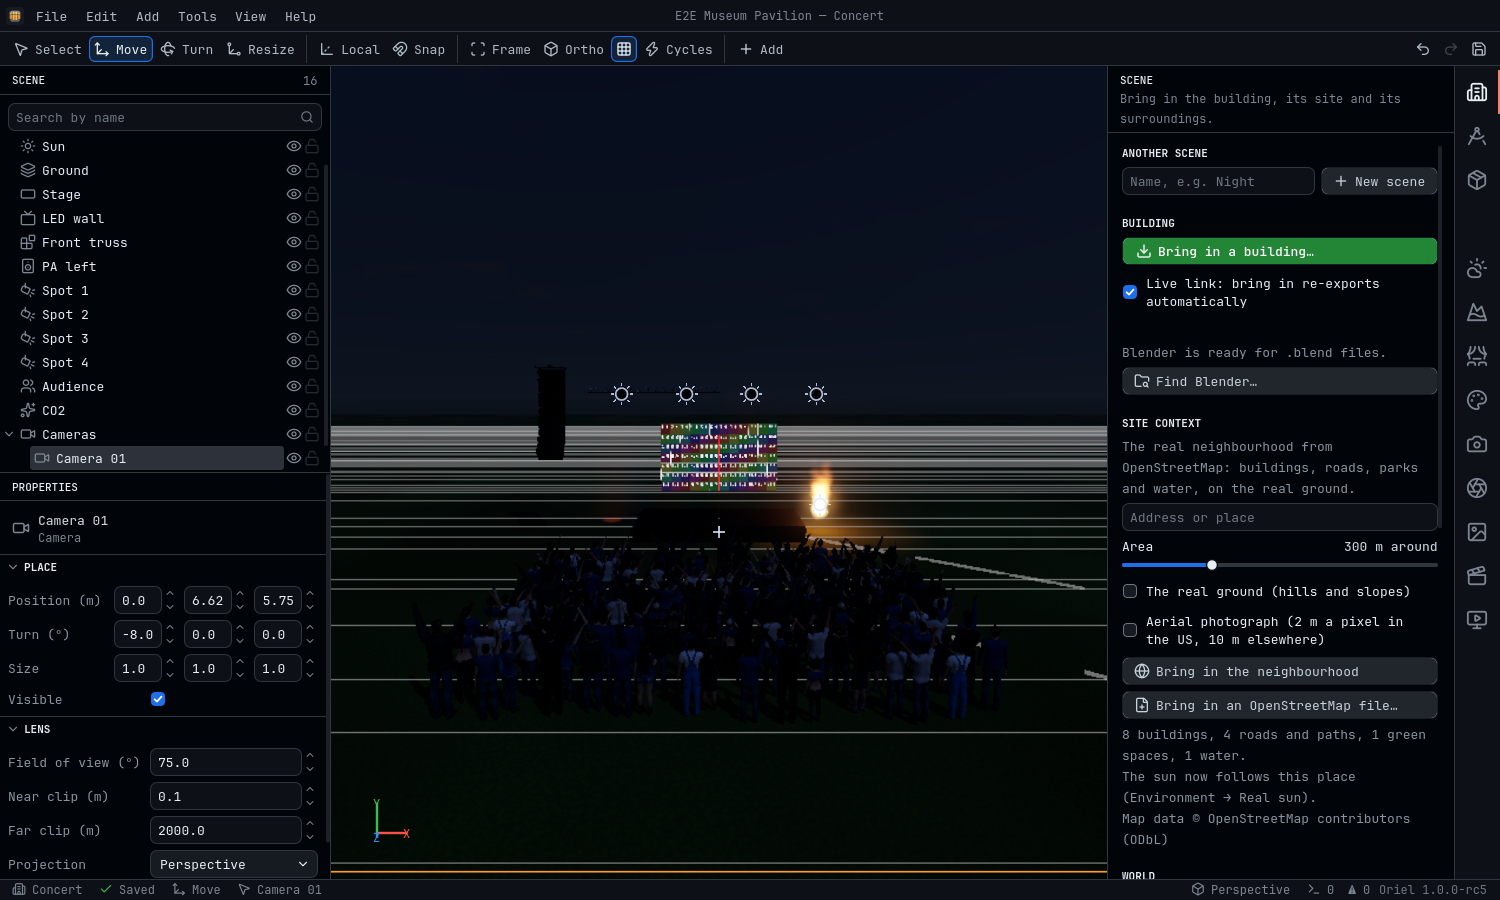 File Edit Add Tools View Help
E2E Museum Pavilion — Concert
Select Move Turn Resize Local Snap Frame Ortho Cycles Add
SCENE 16
Search by name
Sun
Ground
Stage
LED wall
Front truss
PA left
Spot 1
Spot 2
Spot 3
Spot 4
Audience
CO2
Cameras
Camera 01
PROPERTIES
Camera 01
Camera
PLACE
Position (m) 0.0 6.62 5.75
Turn (°) -8.0 0.0 0.0
Size 1.0 1.0 1.0
Visible
LENS
Field of view (°) 75.0
Near clip (m) 0.1
Far clip (m) 2000.0
Projection Perspective
Y
X
Z
SCENE
Bring in the building, its site and its
surroundings.
ANOTHER SCENE
Name, e.g. Night
New scene
BUILDING
Bring in a building…
Live link: bring in re-exports
automatically
Blender is ready for .blend files.
Find Blender…
SITE CONTEXT
The real neighbourhood from
OpenStreetMap: buildings, roads, parks
and water, on the real ground.
Address or place
Area 300 m around
The real ground (hills and slopes)
Aerial photograph (2 m a pixel in
the US, 10 m elsewhere)
Bring in the neighbourhood
Bring in an OpenStreetMap file…
8 buildings, 4 roads and paths, 1 green
spaces, 1 water.
The sun now follows this place
(Environment → Real sun).
Map data © OpenStreetMap contributors
(ODbL)
WORLD
Concert Saved Move Camera 01
Perspective 0 0 Oriel 1.0.0-rc5